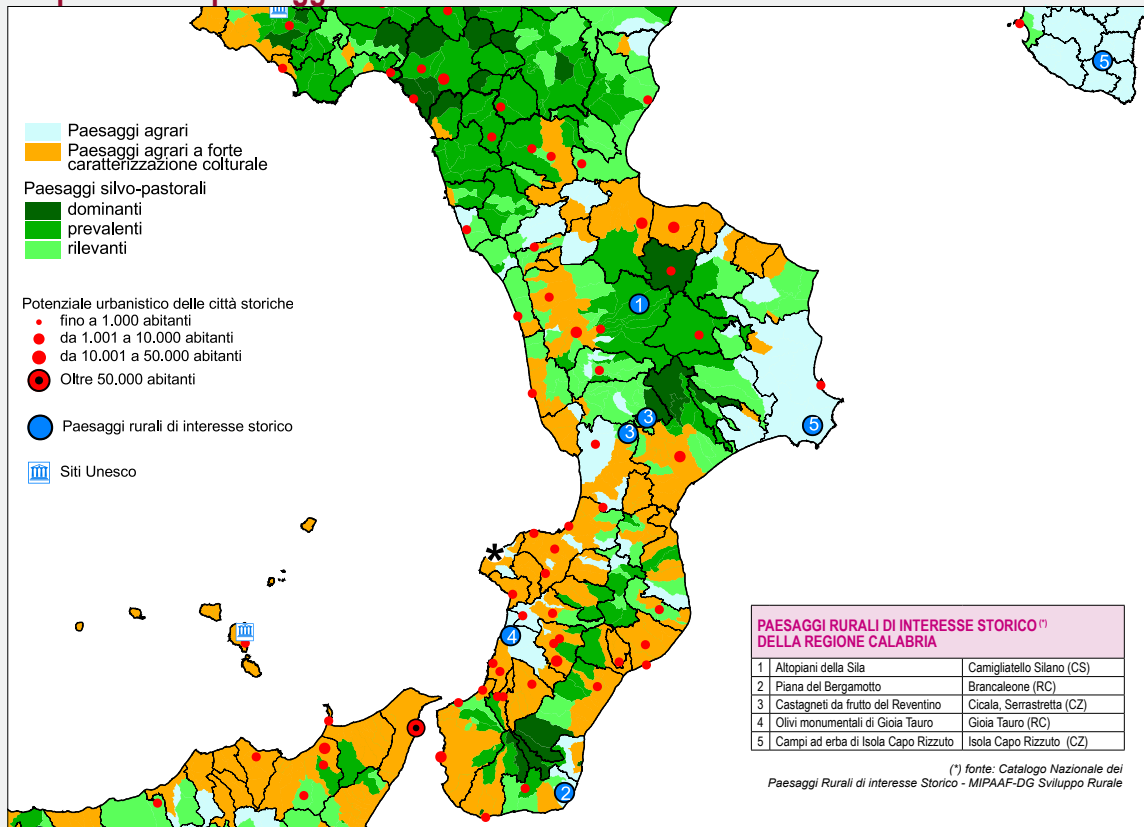 Paesaggi agrari
Paesaggi agrari a forte
caratterizzazione colturale
Paesaggi silvo-pastorali
dominanti
prevalenti
rilevanti
Potenziale urbanistico delle città storiche
fino a 1.000 abitanti
da 1.001 a 10.000 abitanti
da 10.001 a 50.000 abitanti
Oltre 50.000 abitanti
Paesaggi rurali di interesse storico
Siti Unesco
5
1
3
3
5
*
4
2
PAESAGGI RURALI DI INTERESSE STORICO (*)
DELLA REGIONE CALABRIA
1 Altopiani della Sila Camigliatello Silano (CS)
2 Piana del Bergamotto Brancaleone (RC)
3 Castagneti da frutto del Reventino Cicala, Serrastretta (CZ)
4 Olivi monumentali di Gioia Tauro Gioia Tauro (RC)
5 Campi ad erba di Isola Capo Rizzuto Isola Capo Rizzuto (CZ)
(*) fonte: Catalogo Nazionale dei
Paesaggi Rurali di interesse Storico - MIPAAF-DG Sviluppo Rurale